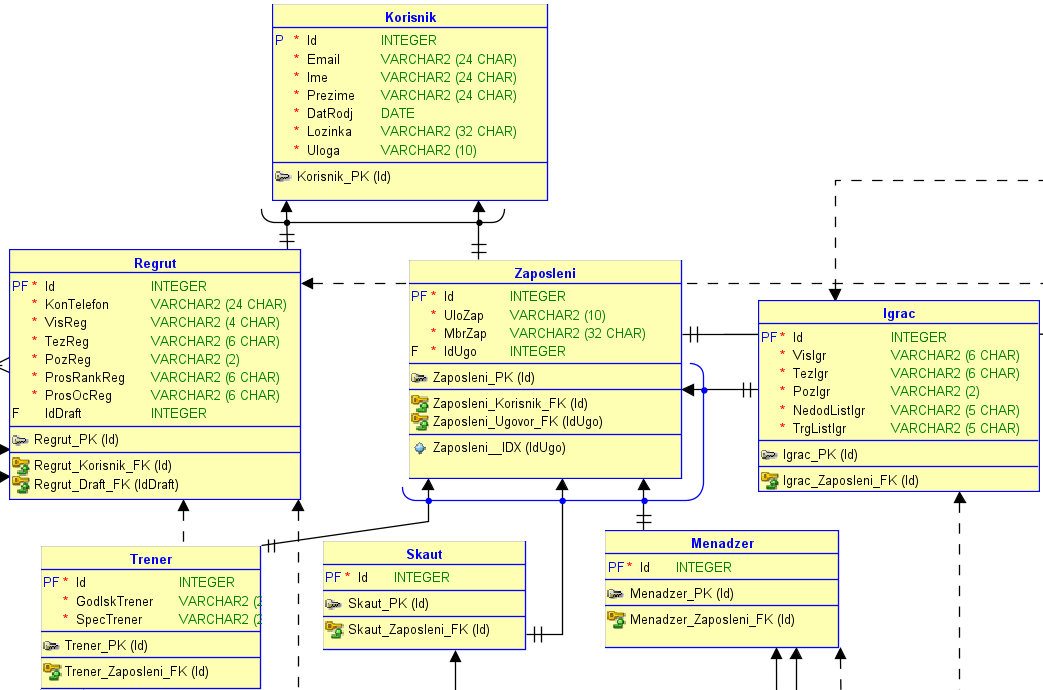 Korisnik
P * Id INTEGER
* Email VARCHAR2 (24 CHAR)
* Ime VARCHAR2 (24 CHAR)
* Prezime VARCHAR2 (24 CHAR)
* DatRodj DATE
* Lozinka VARCHAR2 (32 CHAR)
* Uloga VARCHAR2 (10)
Korisnik_PK (Id)
Regrut
PF * Id INTEGER
* KonTelefon VARCHAR2 (24 CHAR)
* VisReg VARCHAR2 (4 CHAR)
* TezReg VARCHAR2 (6 CHAR)
* PozReg VARCHAR2 (2)
* ProsRankReg VARCHAR2 (6 CHAR)
* ProsOcReg VARCHAR2 (6 CHAR)
F IdDraft INTEGER
Regrut_PK (Id)
Regrut_Korisnik_FK (Id)
Regrut_Draft_FK (IdDraft)
Zaposleni
PF * Id INTEGER
* UloZap VARCHAR2 (10)
* MbrZap VARCHAR2 (32 CHAR)
F * IdUgo INTEGER
Zaposleni_PK (Id)
Zaposleni_Korisnik_FK (Id)
Zaposleni_Ugovor_FK (IdUgo)
Zaposleni__IDX (IdUgo)
Igrac
PF * Id INTEGER
* VisIgr VARCHAR2 (6 CHAR)
* TezIgr VARCHAR2 (6 CHAR)
* PozIgr VARCHAR2 (2)
* NedodListIgr VARCHAR2 (5 CHAR)
* TrgListIgr VARCHAR2 (5 CHAR)
Igrac_PK (Id)
Igrac_Zaposleni_FK (Id)
Trener
PF * Id INTEGER
* GodIskTrener VARCHAR2 (2
* SpecTrener VARCHAR2 (2
Trener_PK (Id)
Trener_Zaposleni_FK (Id)
Skaut
PF * Id INTEGER
Skaut_PK (Id)
Skaut_Zaposleni_FK (Id)
Menadzer
PF * Id INTEGER
Menadzer_PK (Id)
Menadzer_Zaposleni_FK (Id)